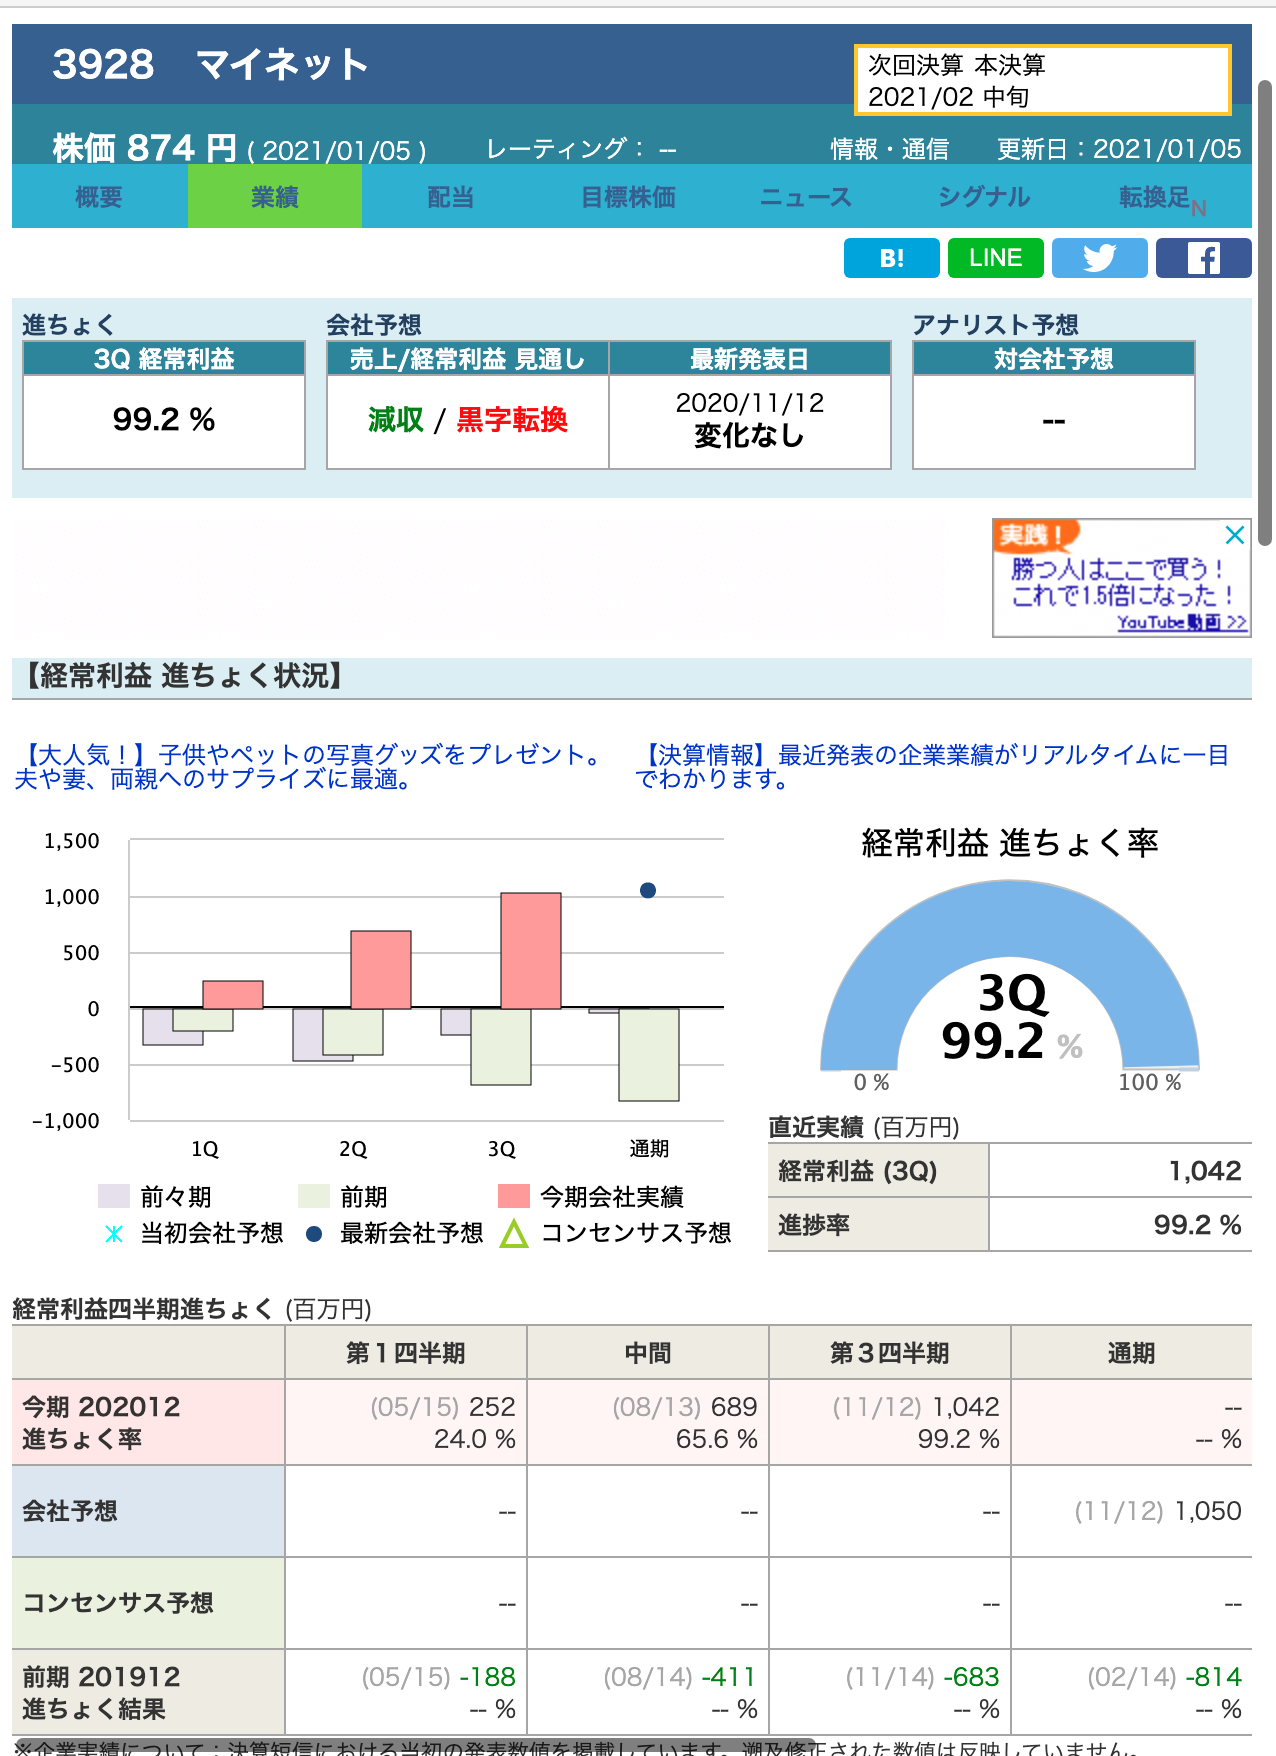 3928　マイネット
次回決算 本決算
2021/02 中旬
株価 874 円 ( 2021/01/05 )
レーティング： --
情報・通信
更新日：2021/01/05
概要
業績
配当
目標株価
ニュース
シグナル
転換足N
B!
LINE
進ちょく
会社予想
アナリスト予想
3Q 経常利益
売上/経常利益 見通し
最新発表日
対会社予想
99.2 %
減収 / 黒字転換
2020/11/12
変化なし
--
実践！
勝つ人はここで買う！
これで1.5倍になった！
YouTube動画 >>
【経常利益 進ちょく状況】
【大人気！】子供やペットの写真グッズをプレゼント。
夫や妻、両親へのサプライズに最適。
【決算情報】最近発表の企業業績がリアルタイムに一目
でわかります。
1,500
1,000
500
0
−500
−1,000
1Q
2Q
3Q
通期
前々期
前期
今期会社実績
当初会社予想
最新会社予想
コンセンサス予想
経常利益 進ちょく率
3Q
99.2 %
0 %
100 %
直近実績 (百万円)
経常利益 (3Q) 1,042
進捗率 99.2 %
経常利益四半期進ちょく (百万円)
第１四半期 中間 第３四半期 通期
今期 202012 (05/15) 252 (08/13) 689 (11/12) 1,042 --
進ちょく率 24.0 % 65.6 % 99.2 % -- %
会社予想 -- -- -- (11/12) 1,050
コンセンサス予想 -- -- -- --
前期 201912 (05/15) -188 (08/14) -411 (11/14) -683 (02/14) -814
進ちょく結果 -- % -- % -- % -- %
※企業実績について：決算短信における当初の発表数値を掲載しています。遡及修正された数値は反映していません。